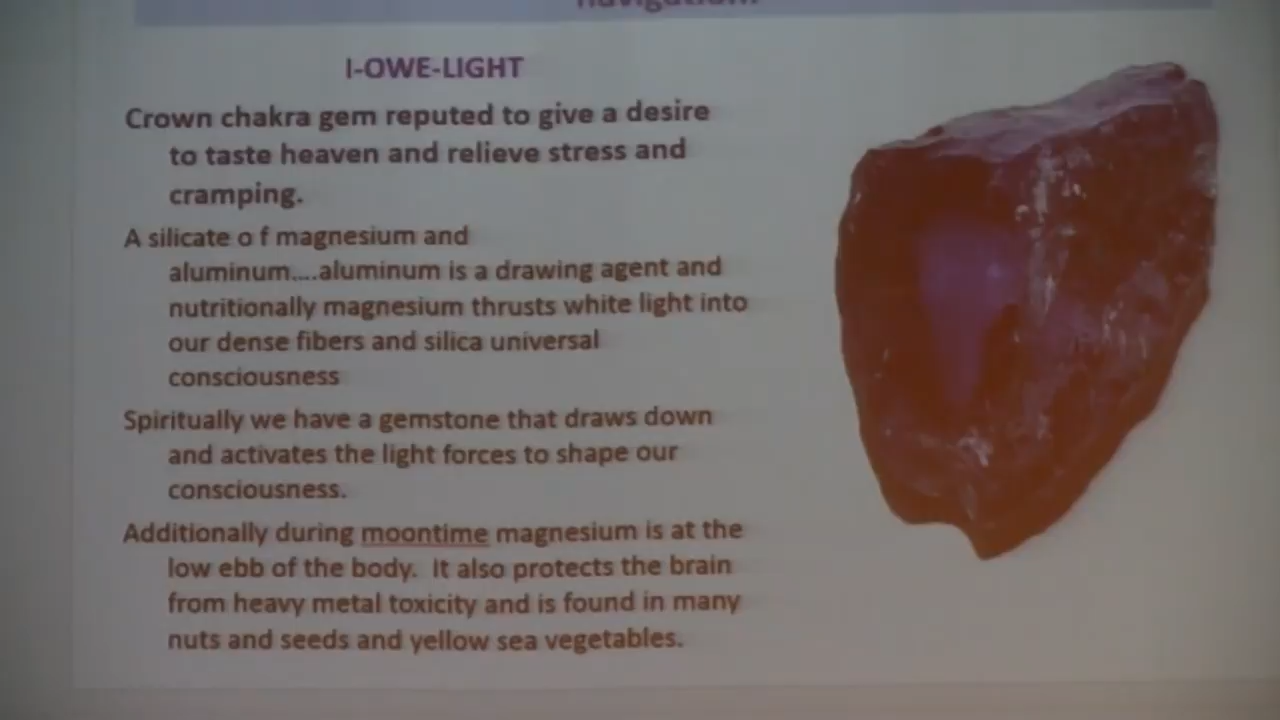 navigation.
I-OWE-LIGHT
Crown chakra gem reputed to give a desire
to taste heaven and relieve stress and
cramping.
A silicate o f magnesium and
aluminum....aluminum is a drawing agent and
nutritionally magnesium thrusts white light into
our dense fibers and silica universal
consciousness
Spiritually we have a gemstone that draws down
and activates the light forces to shape our
consciousness.
Additionally during moontime magnesium is at the
low ebb of the body. It also protects the brain
from heavy metal toxicity and is found in many
nuts and seeds and yellow sea vegetables.